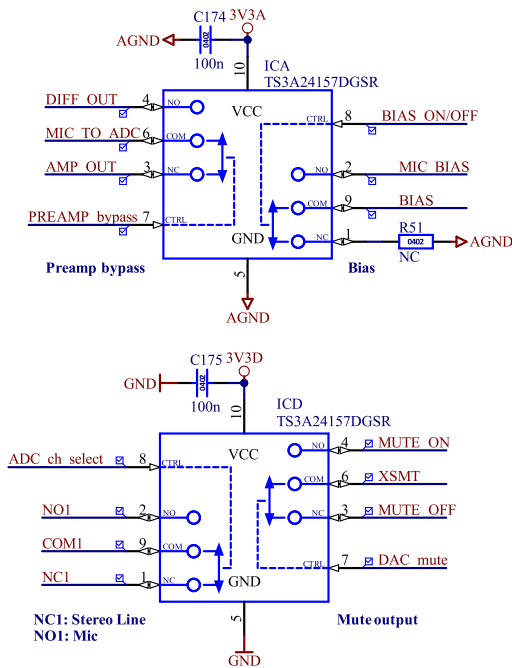 C174
3V3A
AGND
0402
100n
10
ICA
TS3A24157DGSR
VCC
DIFF_OUT
4
NO
CTRL
8
BIAS_ON/OFF
MIC_TO_ADC
6
COM
AMP_OUT
3
NC
NO
2
MIC_BIAS
COM
9
BIAS
PREAMP_bypass
7
CTRL
GND
NC
1
R51
0402
NC
AGND
Preamp bypass
5
Bias
AGND
C175
3V3D
GND
0402
100n
10
ICD
TS3A24157DGSR
VCC
NO
4
MUTE_ON
ADC_ch_select
8
CTRL
COM
6
XSMT
NO1
2
NO
NC
3
MUTE_OFF
COM1
9
COM
NC1
1
NC
GND
CTRL
7
DAC_mute
NC1: Stereo Line
NO1: Mic
5
Mute output
GND